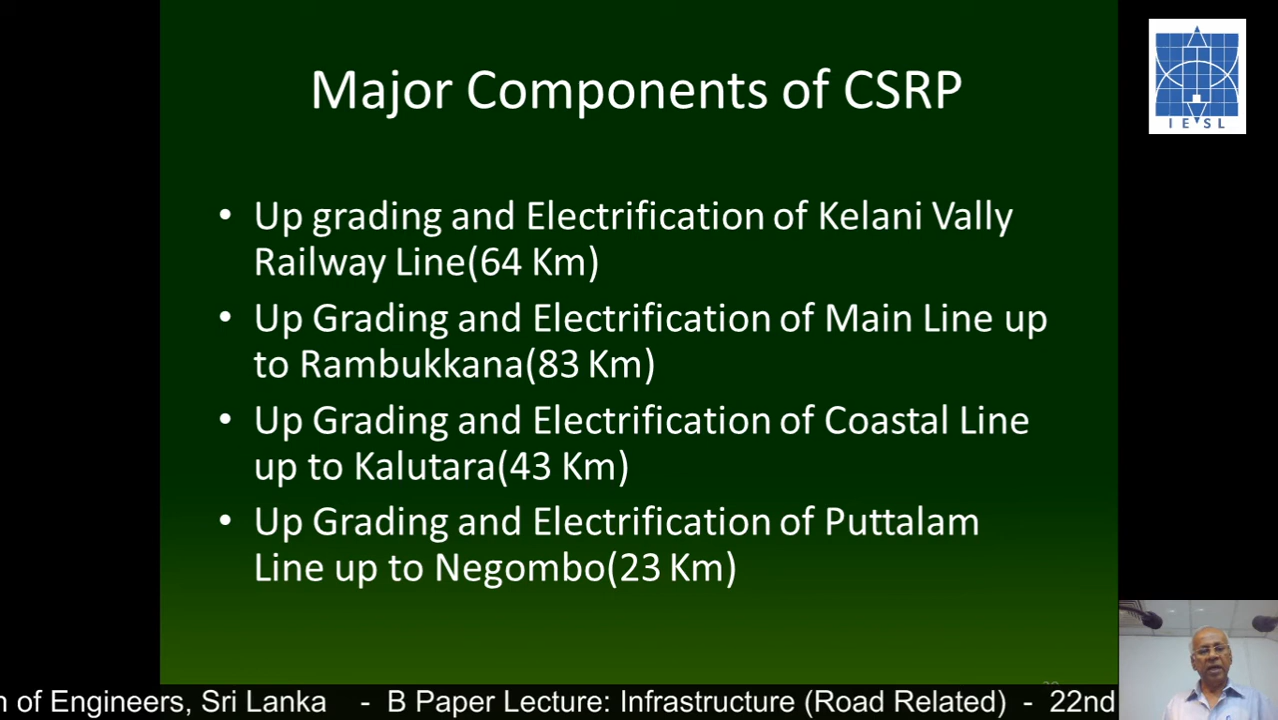 Major Components of CSRP
I E S L
• Up grading and Electrification of Kelani Vally
Railway Line(64 Km)
• Up Grading and Electrification of Main Line up
to Rambukkana(83 Km)
• Up Grading and Electrification of Coastal Line
up to Kalutara(43 Km)
• Up Grading and Electrification of Puttalam
Line up to Negombo(23 Km)
of Engineers, Sri Lanka - B Paper Lecture: Infrastructure (Road Related) - 22nd